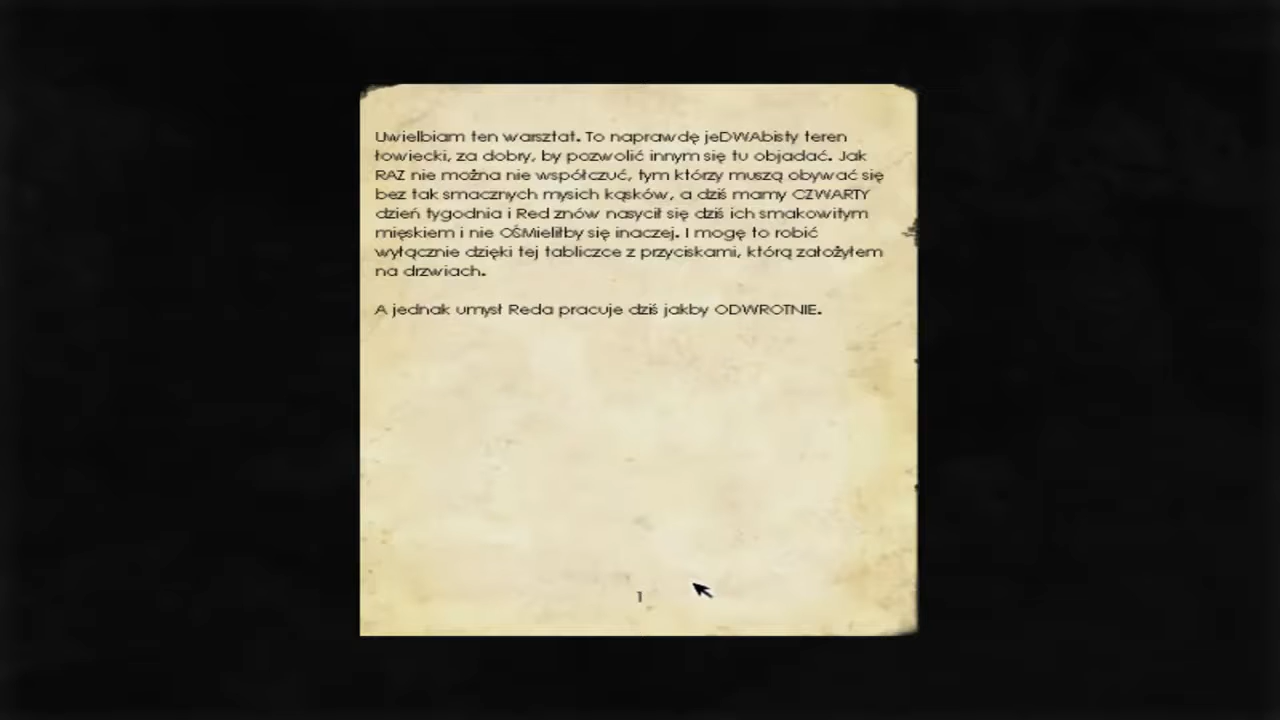 Uwielbiam ten warsztat. To naprawdę jeDWAbisty teren
łowiecki, za dobry, by pozwolić innym się tu objadać. Jak
RAZ nie można nie współczuć, tym którzy muszą obywać się
bez tak smacznych mysich kąsków, a dziś mamy CZWARTY
dzień tygodnia i Red znów nasycił się dziś ich smakowitym
mięskiem i nie OŚMieliłby się inaczej. I mogę to robić
wyłącznie dzięki tej tabliczce z przyciskami, którą założyłem
na drzwiach.
A jednak umysł Reda pracuje dziś jakby ODWROTNIE.
1